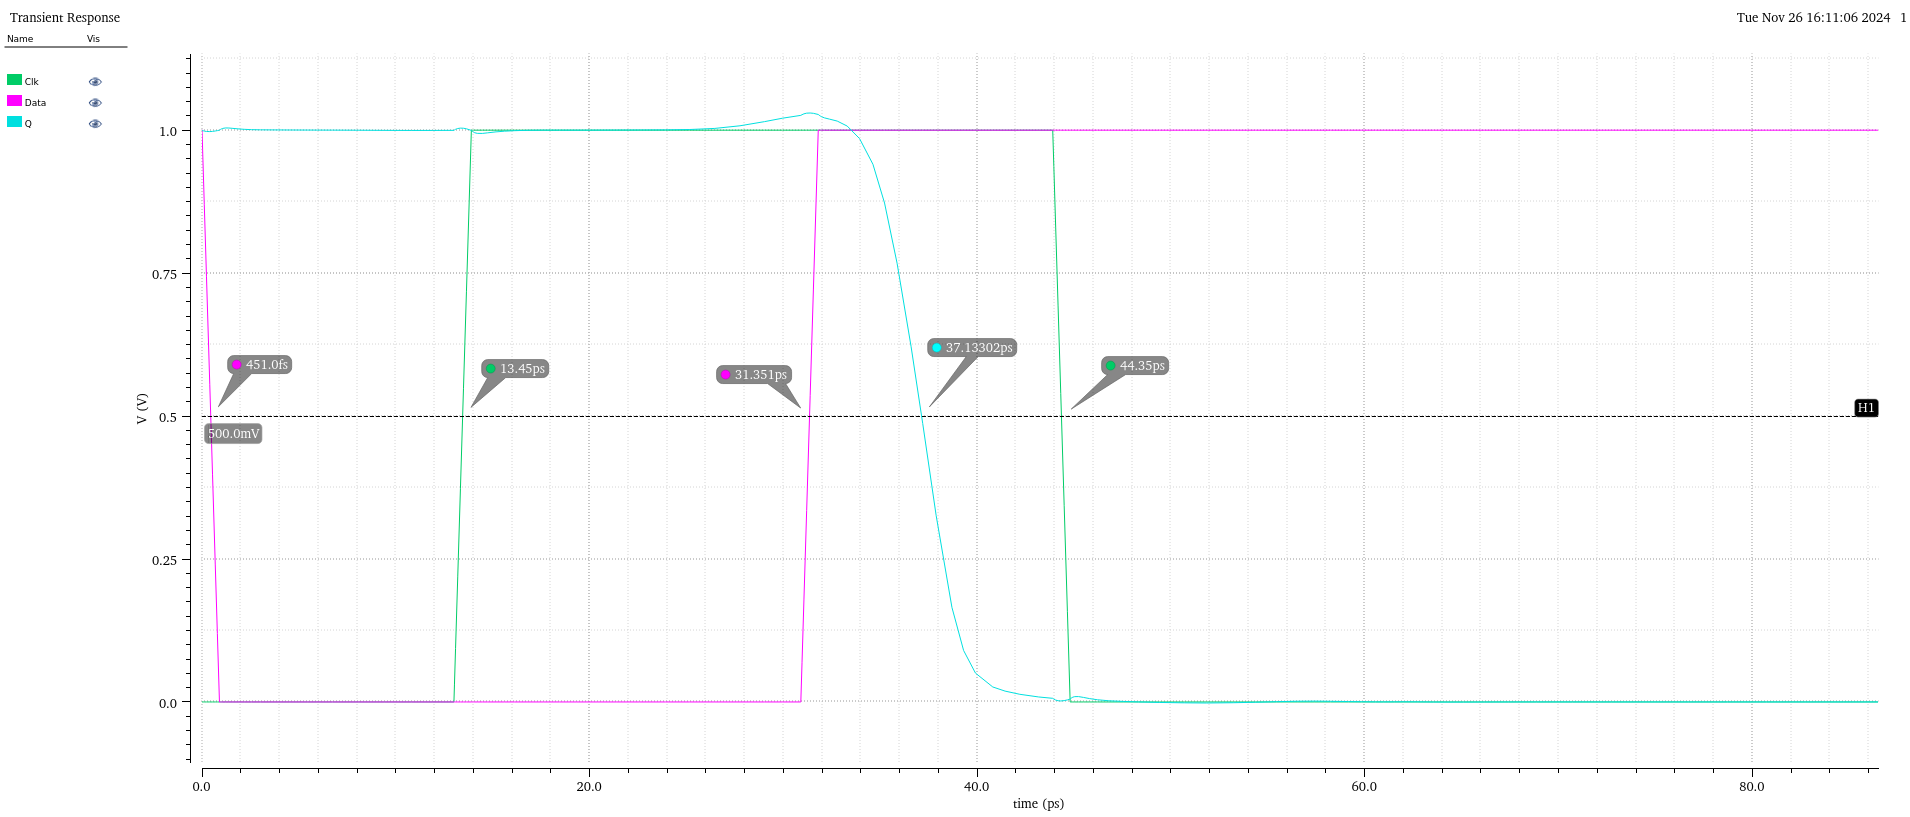 Transient Response
Tue Nov 26 16:11:06 2024 1
Name Vis
Clk
Data
Q
1.0
0.75
0.5
0.25
0.0
V (V)
451.0fs
13.45ps
31.351ps
37.13302ps
44.35ps
H1
500.0mV
0.0 20.0 40.0 60.0 80.0
time (ps)